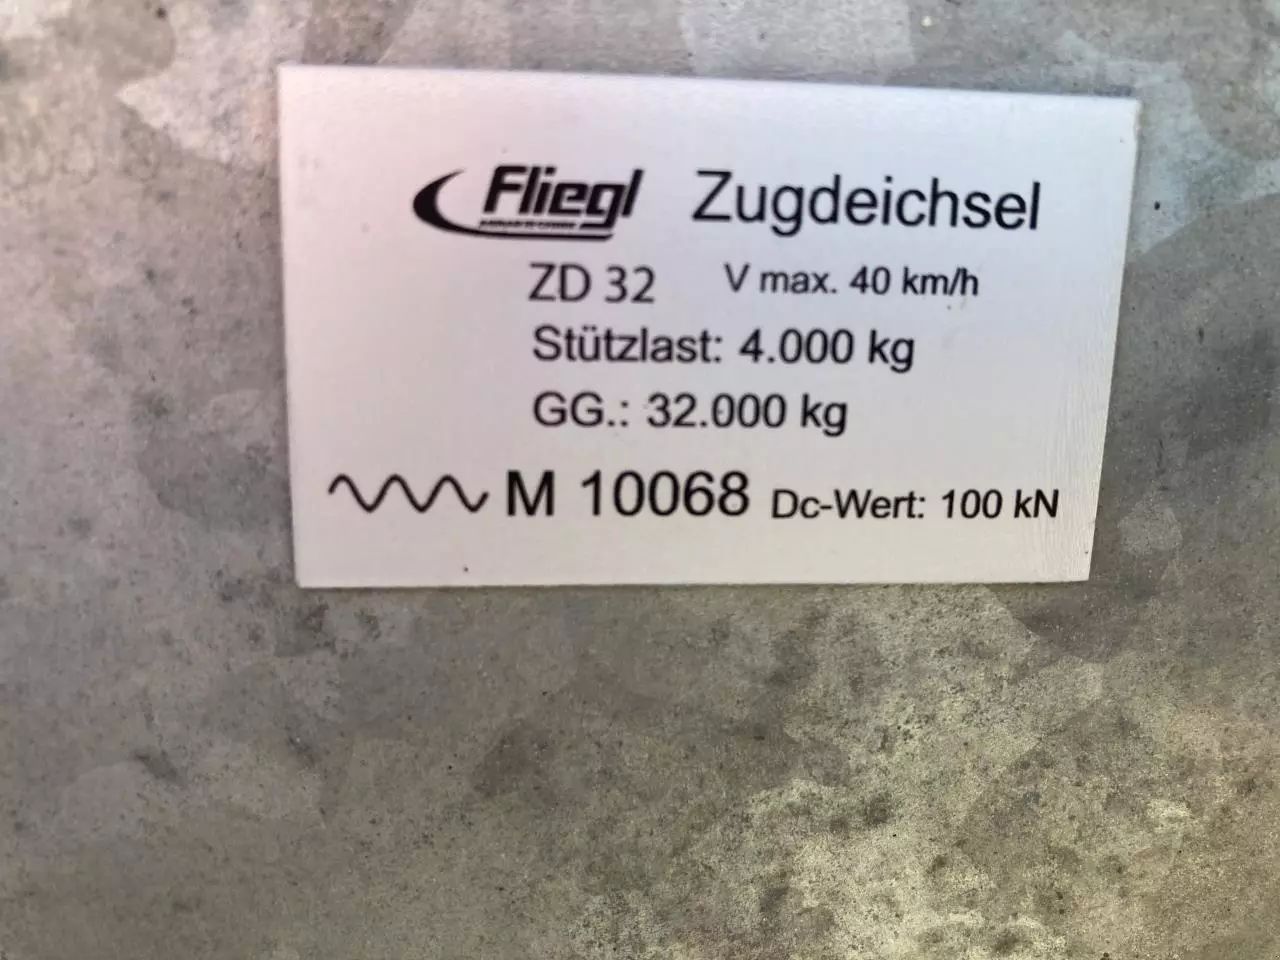 Fliegl Zugdeichsel
ZD 32 V max. 40 km/h
Stützlast: 4.000 kg
GG.: 32.000 kg
M 10068 Dc-Wert: 100 kN